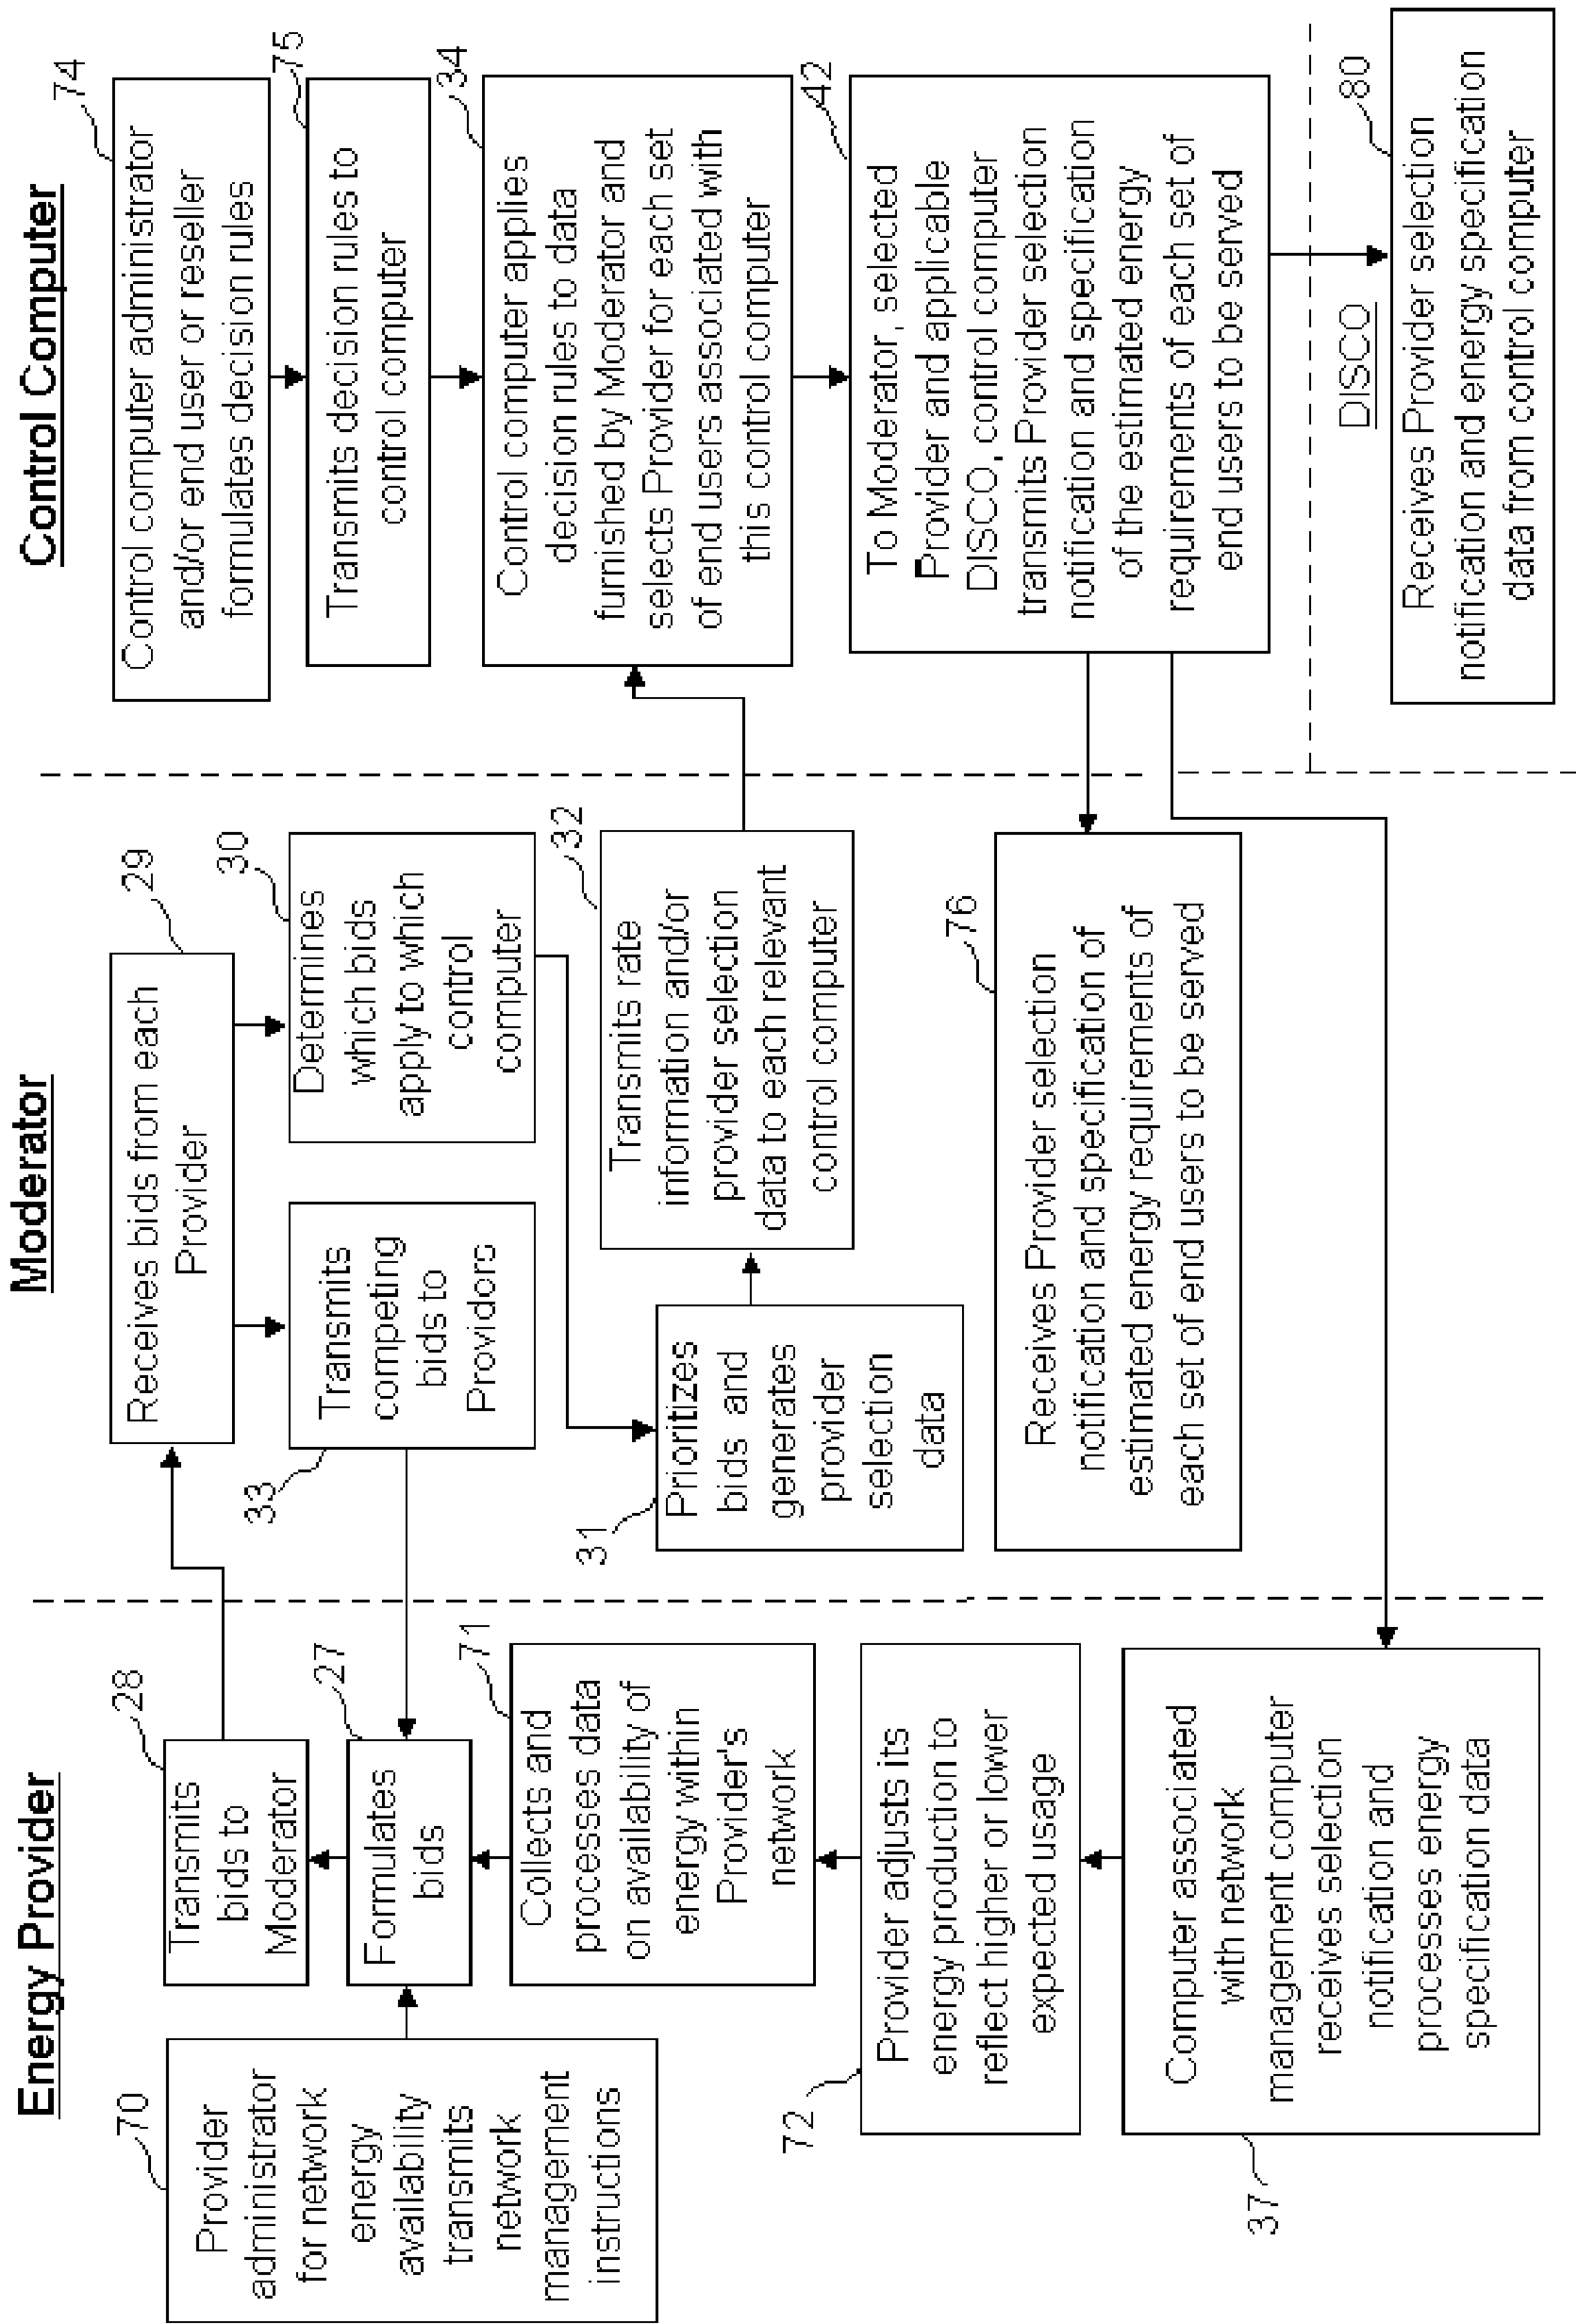 Energy Provider
70
Provider
administrator
for network
energy
availability
transmits
network
management
instructions
28
Transmits
bids to
Moderator
27
Formulates
bids
71
Collects and
processes data
on availability of
energy within
Provider's
network
72
Provider adjusts its
energy production to
reflect higher or lower
expected usage
37
Computer associated
with network
management computer
receives selection
notification and
processes energy
specification data
Moderator
29
Receives bids from each
Provider
33
Transmits
competing
bids to
Providors
30
Determines
which bids
apply to which
control
computer
31
Prioritizes
bids and
generates
provider
selection
data
32
Transmits rate
information and/or
provider selection
data to each relevant
control computer
76
Receives Provider selection
notification and specification of
estimated energy requirements of
each set of end users to be served
Control Computer
74
Control computer administrator
and/or end user or reseller
formulates decision rules
75
Transmits decision rules to
control computer
34
Control computer applies
decision rules to data
furnished by Moderator and
selects Provider for each set
of end users associated with
this control computer
42
To Moderator, selected
Provider and applicable
DISCO, control computer
transmits Provider selection
notification and specification
of the estimated energy
requirements of each set of
end users to be served
DISCO
80
Receives Provider selection
notification and energy specification
data from control computer